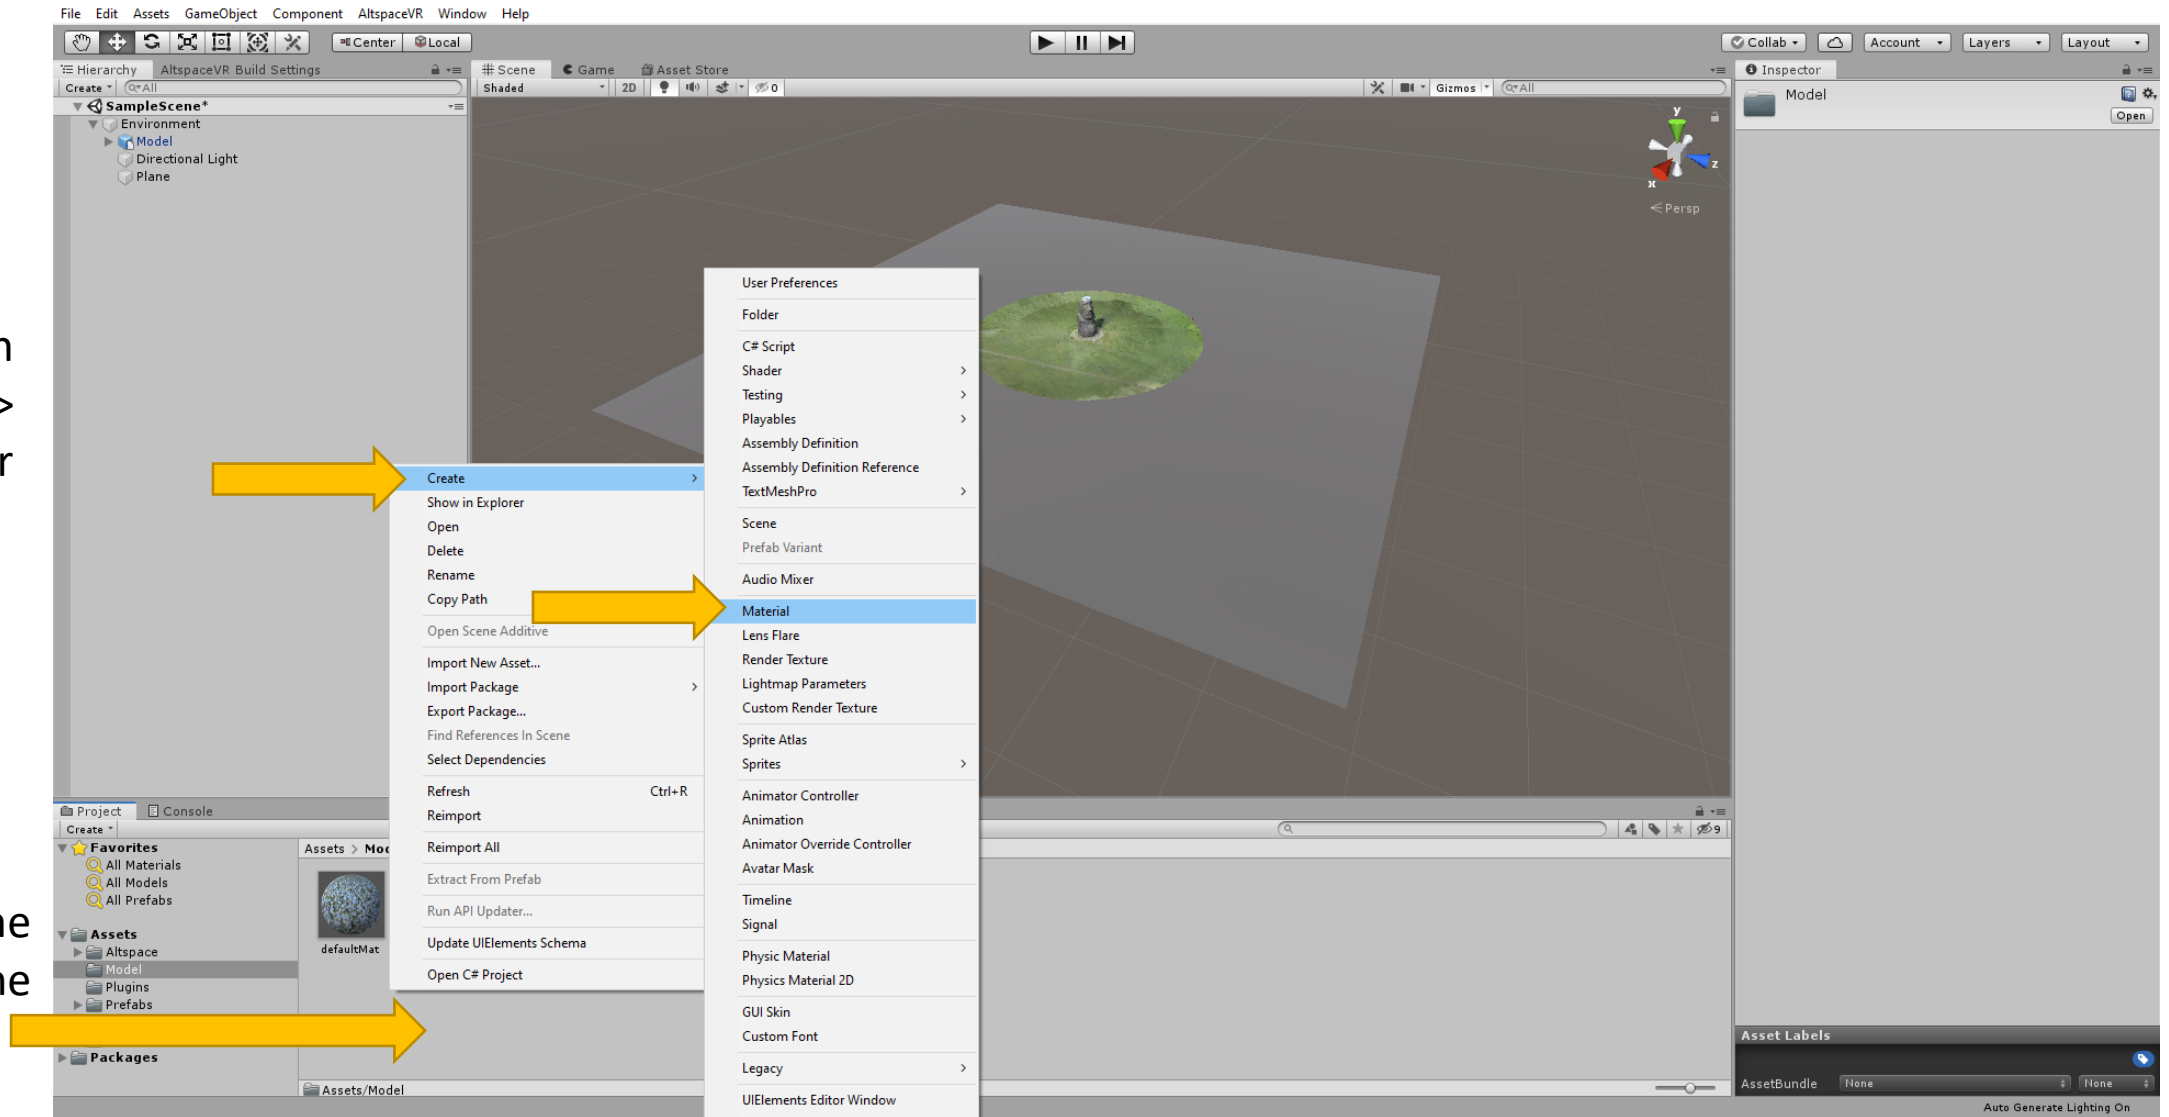 File Edit Assets GameObject Component AltspaceVR Window Help
Center Local
Collab Account Layers Layout
Hierarchy AltspaceVR Build Settings
Scene Game Asset Store
Inspector
Create All
Shaded 2D 0 Gizmos All
Model
Open
SampleScene*
Environment
Model
Directional Light
Plane
y
z
x
Persp
n
>
r
Create
Show in Explorer
Open
Delete
Rename
Copy Path
Open Scene Additive
Import New Asset...
Import Package
Export Package...
Find References In Scene
Select Dependencies
Refresh Ctrl+R
Reimport
Reimport All
Extract From Prefab
Run API Updater...
Update UIElements Schema
Open C# Project
User Preferences
Folder
C# Script
Shader
Testing
Playables
Assembly Definition
Assembly Definition Reference
TextMeshPro
Scene
Prefab Variant
Audio Mixer
Material
Lens Flare
Render Texture
Lightmap Parameters
Custom Render Texture
Sprite Atlas
Sprites
Animator Controller
Animation
Animator Override Controller
Avatar Mask
Timeline
Signal
Physic Material
Physics Material 2D
GUI Skin
Custom Font
Legacy
UIElements Editor Window
Project Console
Create
9
Favorites
All Materials
All Models
All Prefabs
Assets
Altspace
Model
Plugins
Prefabs
Packages
Assets > Mod
defaultMat
Assets/Model
ne
ne
Asset Labels
AssetBundle None None
Auto Generate Lighting On